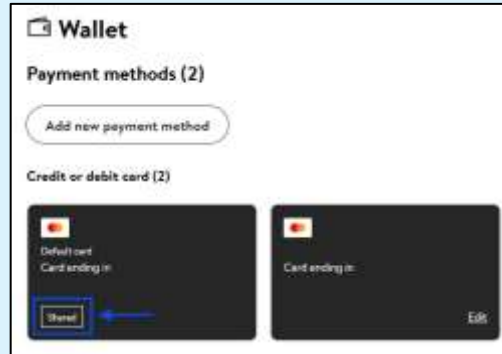 Wallet
Payment methods (2)
Add new payment method
Credit or debit card (2)
Default card
Card ending in
Shared
Card ending in
Edit